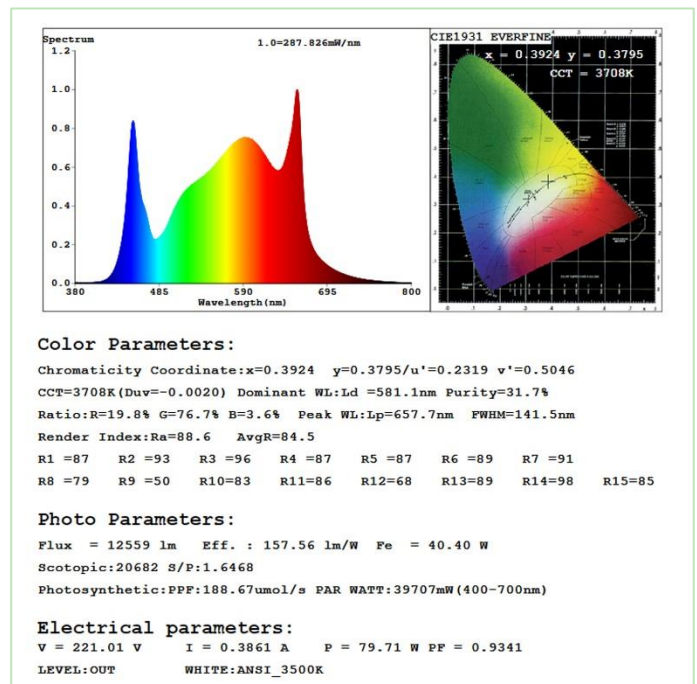 Spectrum
1.0=287.826mW/nm
1.2
1.0
0.8
0.6
0.4
0.2
0.0
380 485 590 695 800
Wavelength(nm)
CIE1931 EVERFINE
x = 0.3924 y = 0.3795
CCT = 3708K
Color Parameters:
Chromaticity Coordinate:x=0.3924 y=0.3795/u'=0.2319 v'=0.5046
CCT=3708K(Duv=-0.0020) Dominant WL:Ld =581.1nm Purity=31.7%
Ratio:R=19.8% G=76.7% B=3.6% Peak WL:Lp=657.7nm FWHM=141.5nm
Render Index:Ra=88.6 AvgR=84.5
R1 =87 R2 =93 R3 =96 R4 =87 R5 =87 R6 =89 R7 =91
R8 =79 R9 =50 R10=83 R11=86 R12=68 R13=89 R14=98 R15=85
Photo Parameters:
Flux = 12559 lm Eff. : 157.56 lm/W Fe = 40.40 W
Scotopic:20682 S/P:1.6468
Photosynthetic:PPF:188.67umol/s PAR WATT:39707mW(400-700nm)
Electrical parameters:
V = 221.01 V I = 0.3861 A P = 79.71 W PF = 0.9341
LEVEL:OUT WHITE:ANSI_3500K